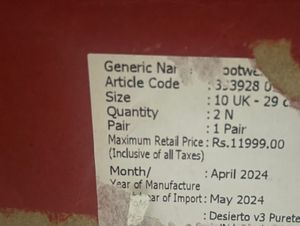 Generic Na
Article Code :
Size : 10 UK - 29
Quantity : 2 N
Pair : 1 Pair
Maximum Retail Price : Rs.11999.00
(Inclusive of all Taxes)
Month/ : April 2024
Year of Manufacture
ear of Import : May 2024
: Desierto v3 Purete